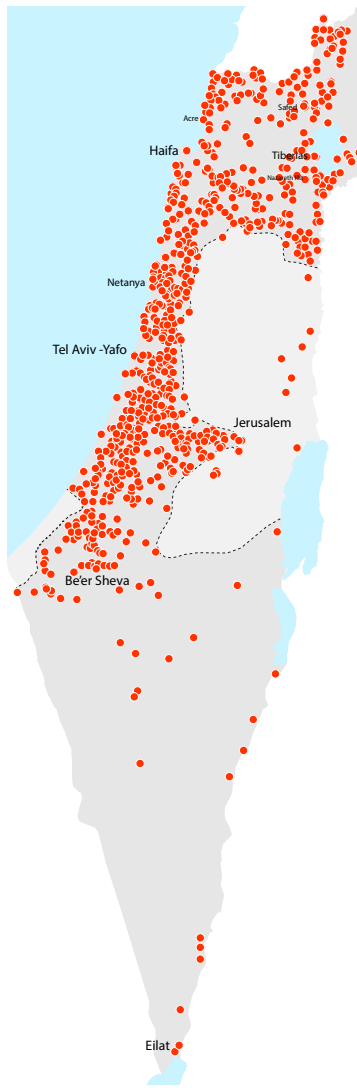 Safed
Acre
Haifa
Tiberias
Netanya
Tel Aviv -Yafo
Jerusalem
Be'er Sheva
Eilat